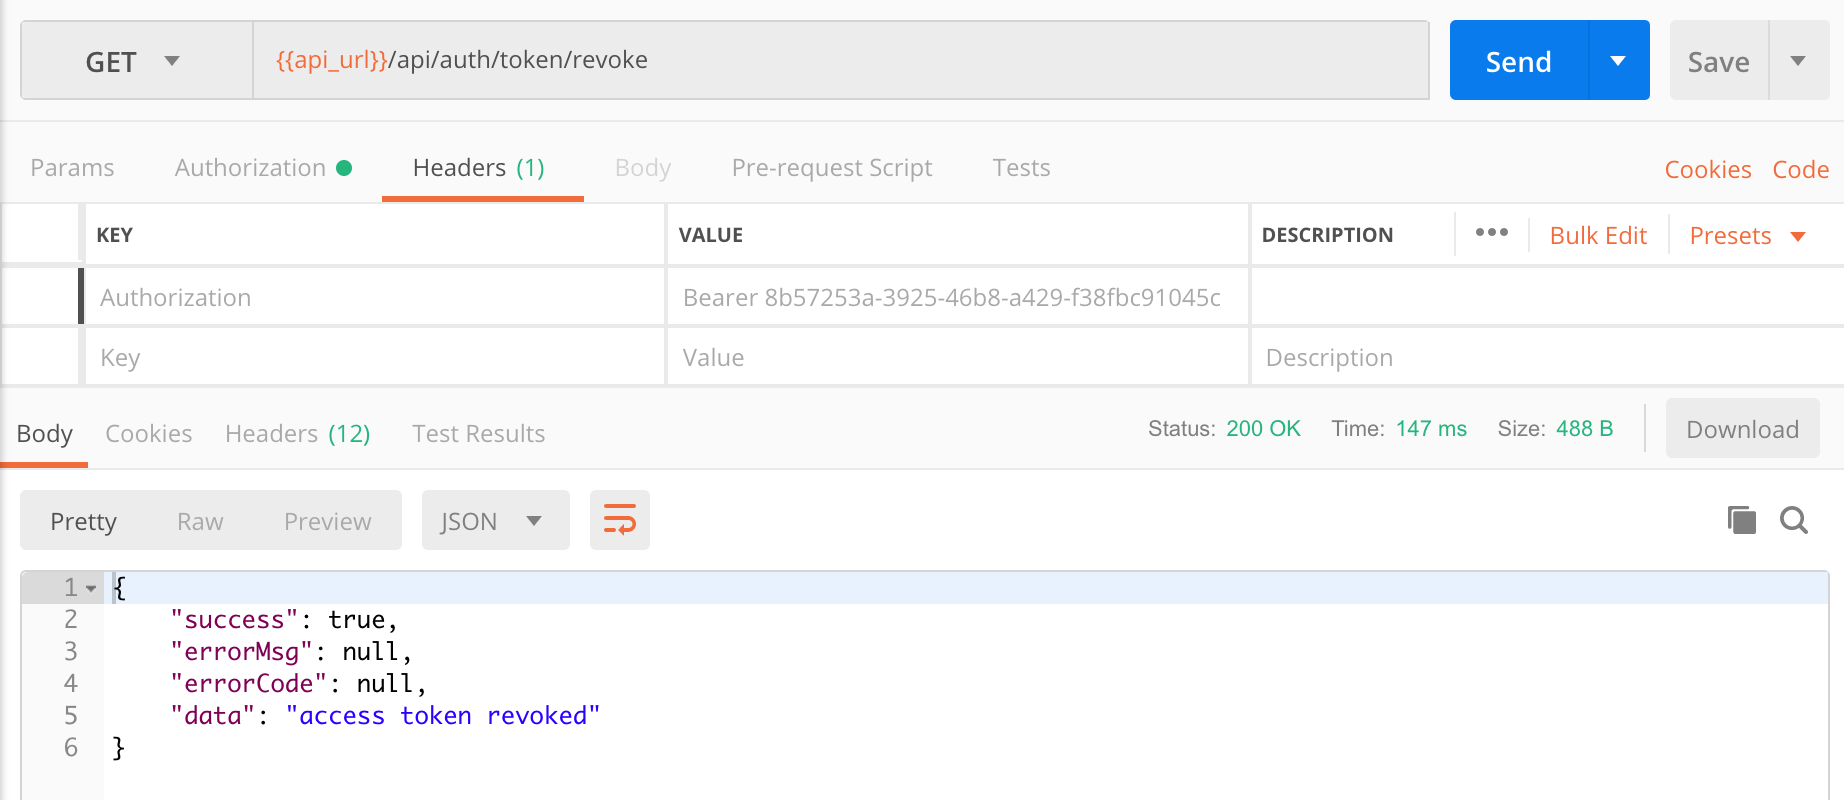 GET {{api_url}}/api/auth/token/revoke Send Save
Params Authorization Headers (1) Body Pre-request Script Tests Cookies Code
KEY VALUE DESCRIPTION ••• Bulk Edit Presets
Authorization Bearer 8b57253a-3925-46b8-a429-f38fbc91045c
Key Value Description
Body Cookies Headers (12) Test Results Status: 200 OK Time: 147 ms Size: 488 B Download
Pretty Raw Preview JSON
1 {
2 "success": true,
3 "errorMsg": null,
4 "errorCode": null,
5 "data": "access token revoked"
6 }